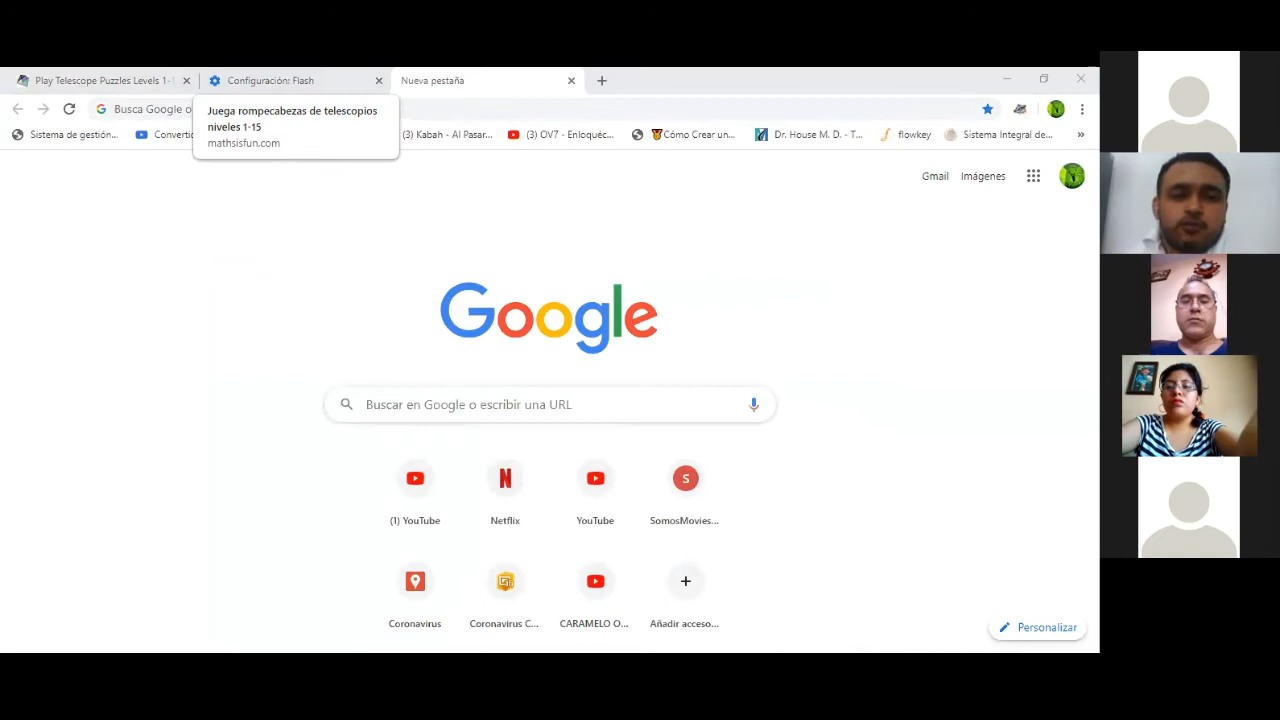 Play Telescope Puzzles Levels 1-1
Configuración: Flash
Nueva pestaña
Busca Google o
Juega rompecabezas de telescopios
niveles 1-15
mathsisfun.com
Sistema de gestión...
Converti
(3) Kabah - Al Pasar...
(3) OV7 - Enloquéc...
Cómo Crear un...
Dr. House M. D. - T...
flowkey
Sistema Integral de...
»
Gmail
Imágenes
Google
Buscar en Google o escribir una URL
(1) YouTube
Netflix
YouTube
S
SomosMovies...
Coronavirus
Coronavirus C...
CARAMELO O...
Añadir acceso...
Personalizar